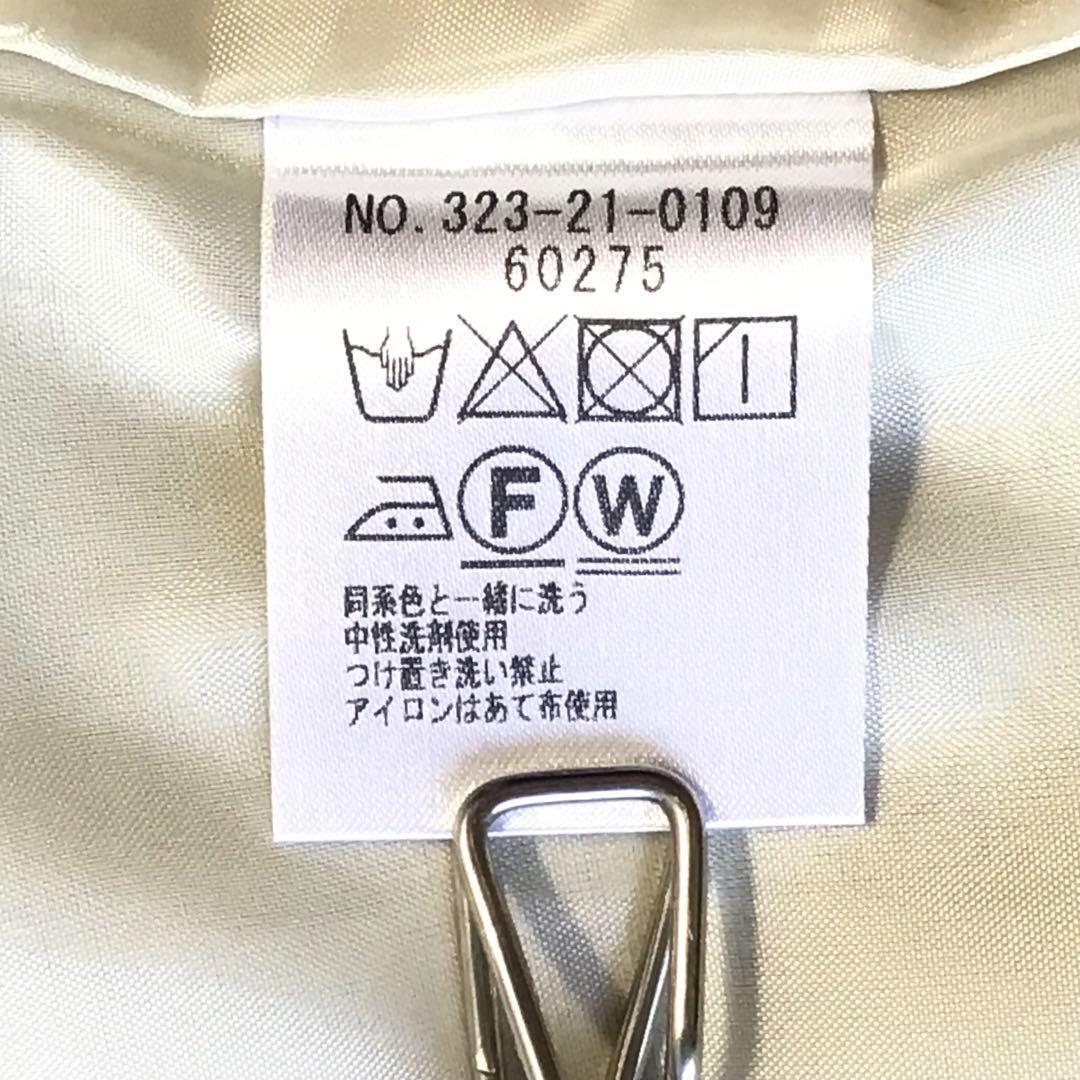 NO. 323-21-0109
60275
F W
同系色と一緒に洗う
中性洗剤使用
つけ置き洗い禁止
アイロンはあて布使用